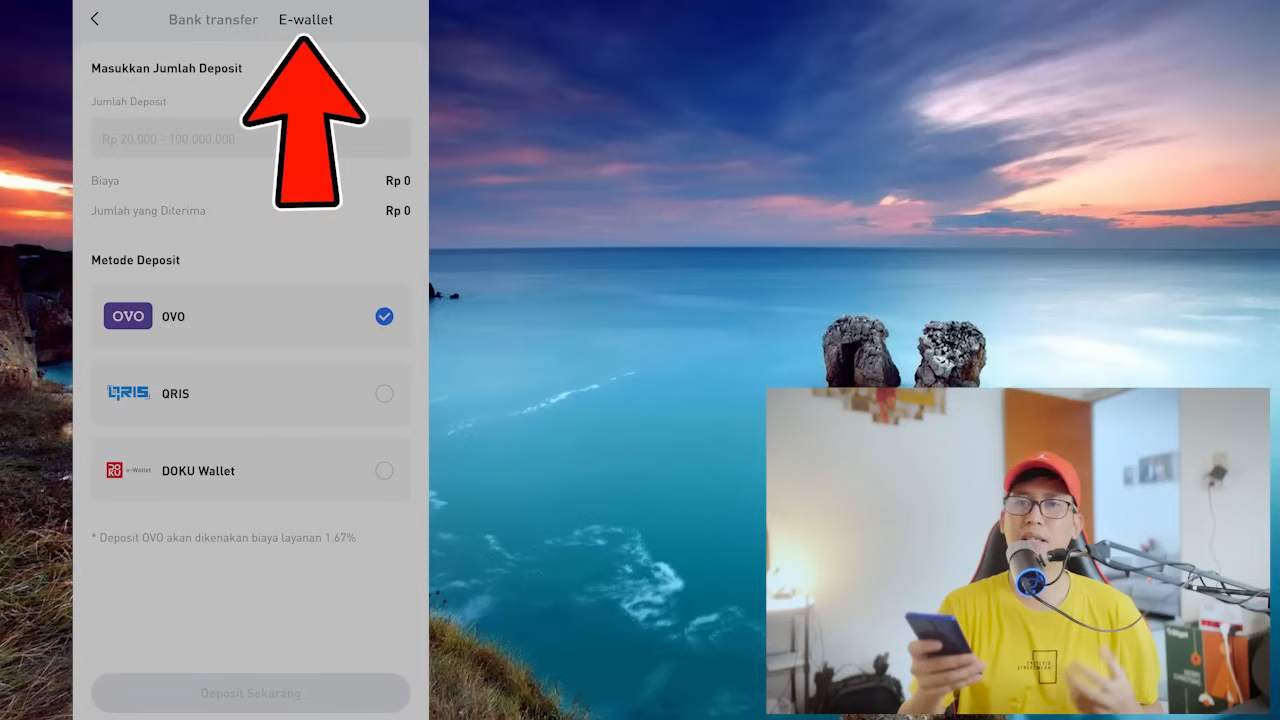 Bank transfer E-wallet
Masukkan Jumlah Deposit
Jumlah Deposit
Rp 20.000 - 100.000.000
Biaya Rp 0
Jumlah yang Diterima Rp 0
Metode Deposit
OVO OVO
QRIS QRIS
DOKU e-Wallet DOKU Wallet
* Deposit OVO akan dikenakan biaya layanan 1.67%
Deposit Sekarang